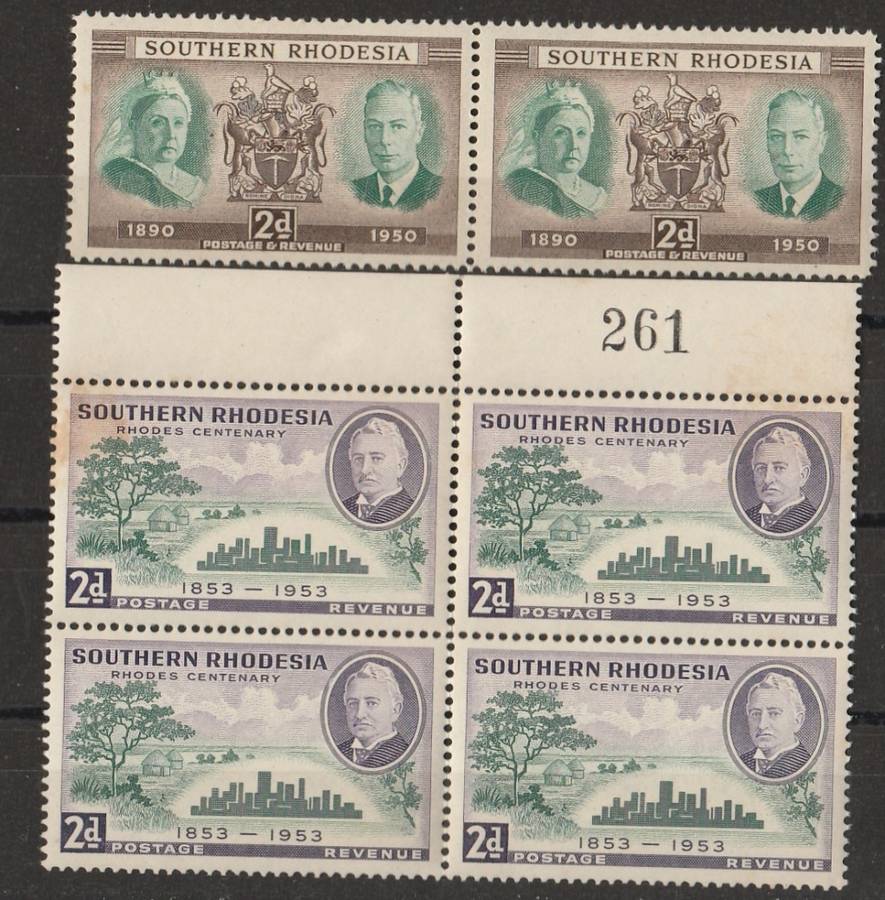 SOUTHERN RHODESIA
1890 2d 1950
POSTAGE & REVENUE
SOUTHERN RHODESIA
1890 2d 1950
POSTAGE & REVENUE
261
SOUTHERN RHODESIA
RHODES CENTENARY
1853 — 1953
2d POSTAGE REVENUE
SOUTHERN RHODESIA
RHODES CENTENARY
1853 — 1953
2d POSTAGE REVENUE
SOUTHERN RHODESIA
RHODES CENTENARY
1853 — 1953
2d POSTAGE REVENUE
SOUTHERN RHODESIA
RHODES CENTENARY
1853 — 1953
2d POSTAGE REVENUE